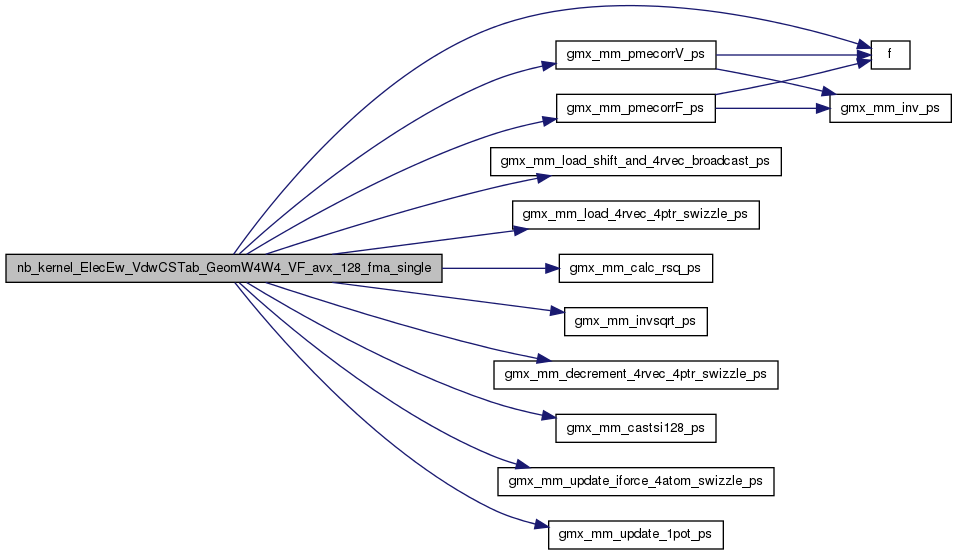 f
gmx_mm_pmecorrV_ps
gmx_mm_pmecorrF_ps
gmx_mm_inv_ps
gmx_mm_load_shift_and_4rvec_broadcast_ps
gmx_mm_load_4rvec_4ptr_swizzle_ps
nb_kernel_ElecEw_VdwCSTab_GeomW4W4_VF_avx_128_fma_single
gmx_mm_calc_rsq_ps
gmx_mm_invsqrt_ps
gmx_mm_decrement_4rvec_4ptr_swizzle_ps
gmx_mm_castsi128_ps
gmx_mm_update_iforce_4atom_swizzle_ps
gmx_mm_update_1pot_ps